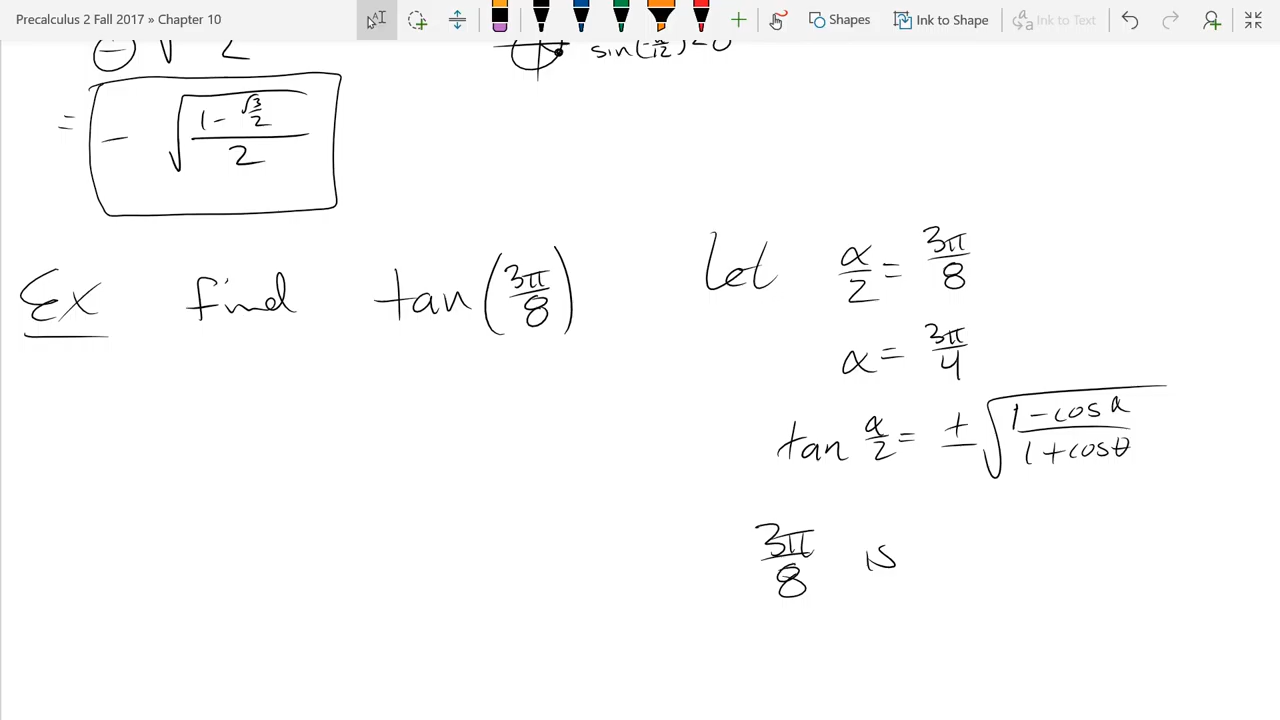 Precalculus 2 Fall 2017 » Chapter 10
Shapes
Ink to Shape
Ink to Text
⊖ √ 2
sin(-π/12) < 0
= - √((1 - √3/2)/2)
Ex find tan(3π/8)
Let α/2 = 3π/8
α = 3π/4
tan α/2 = ± √((1 - cos α)/(1 + cos θ))
3π/8 is